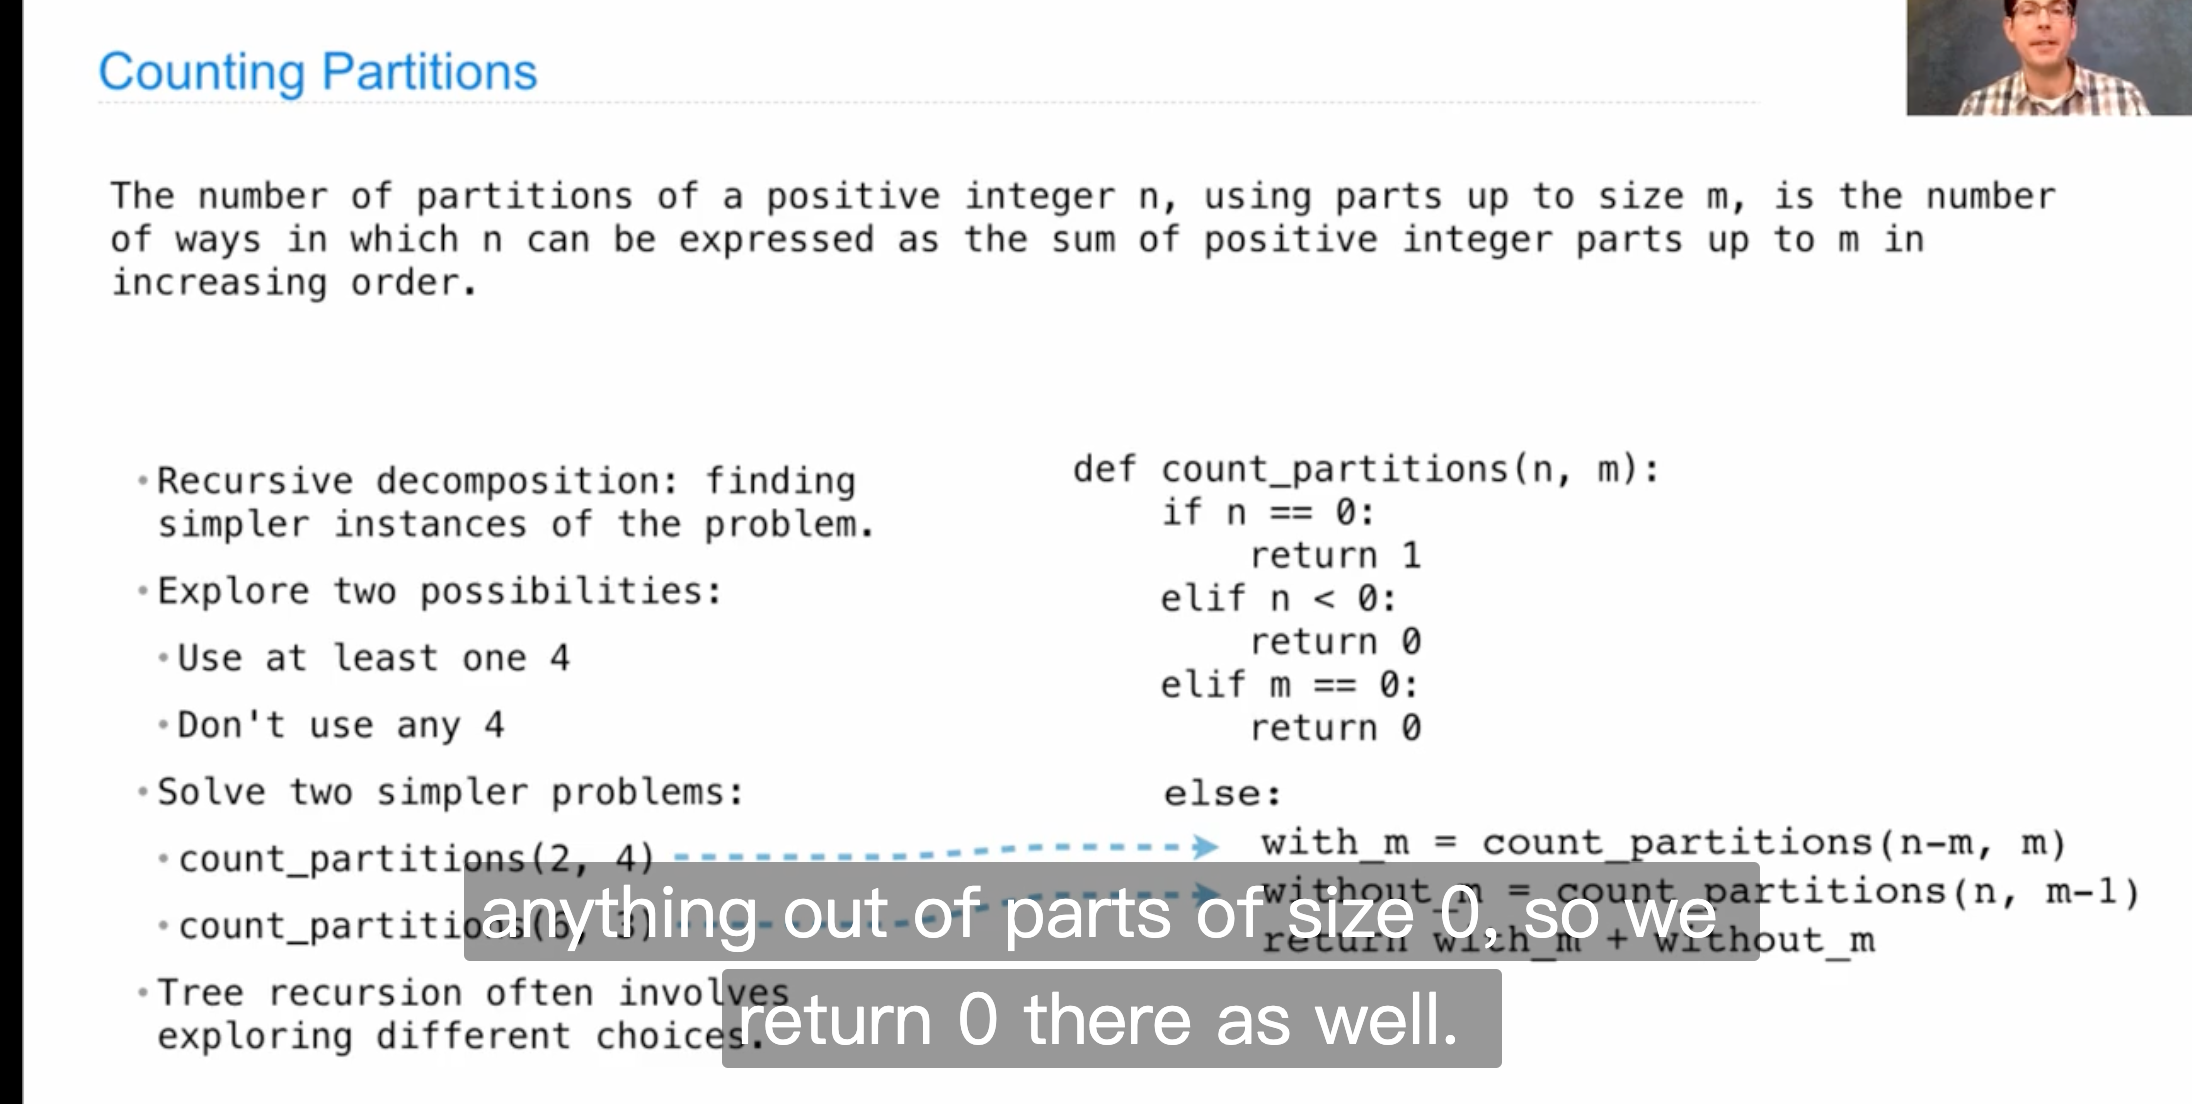 Counting Partitions
The number of partitions of a positive integer n, using parts up to size m, is the number
of ways in which n can be expressed as the sum of positive integer parts up to m in
increasing order.
•Recursive decomposition: finding
simpler instances of the problem.
•Explore two possibilities:
•Use at least one 4
•Don't use any 4
•Solve two simpler problems:
•count_partitions(2, 4)
•count_partitions(6, 3)
•Tree recursion often involves
exploring different choices.
def count_partitions(n, m):
if n == 0:
return 1
elif n < 0:
return 0
elif m == 0:
return 0
else:
with_m = count_partitions(n-m, m)
without_m = count_partitions(n, m-1)
return with_m + without_m
anything out of parts of size 0, so we
return 0 there as well.